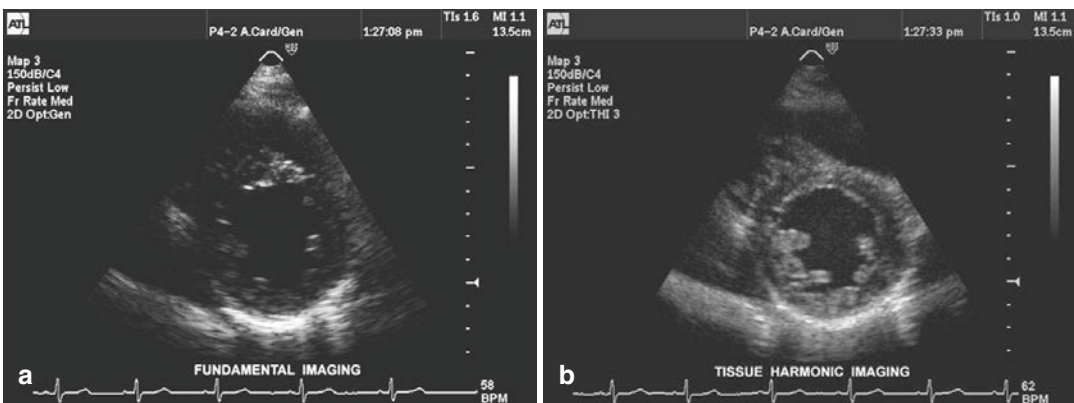 ATL
P4-2 A.Card/Gen
1:27:08 pm
TIs 1.6
MI 1.1
13.5cm
Map 3
150dB/C4
Persist Low
Fr Rate Med
2D Opt:Gen
FUNDAMENTAL IMAGING
a
58
BPM
ATL
P4-2 A.Card/Gen
1:27:33 pm
TIs 1.0
MI 1.1
13.5cm
Map 3
150dB/C4
Persist Low
Fr Rate Med
2D Opt:THI 3
TISSUE HARMONIC IMAGING
b
62
BPM